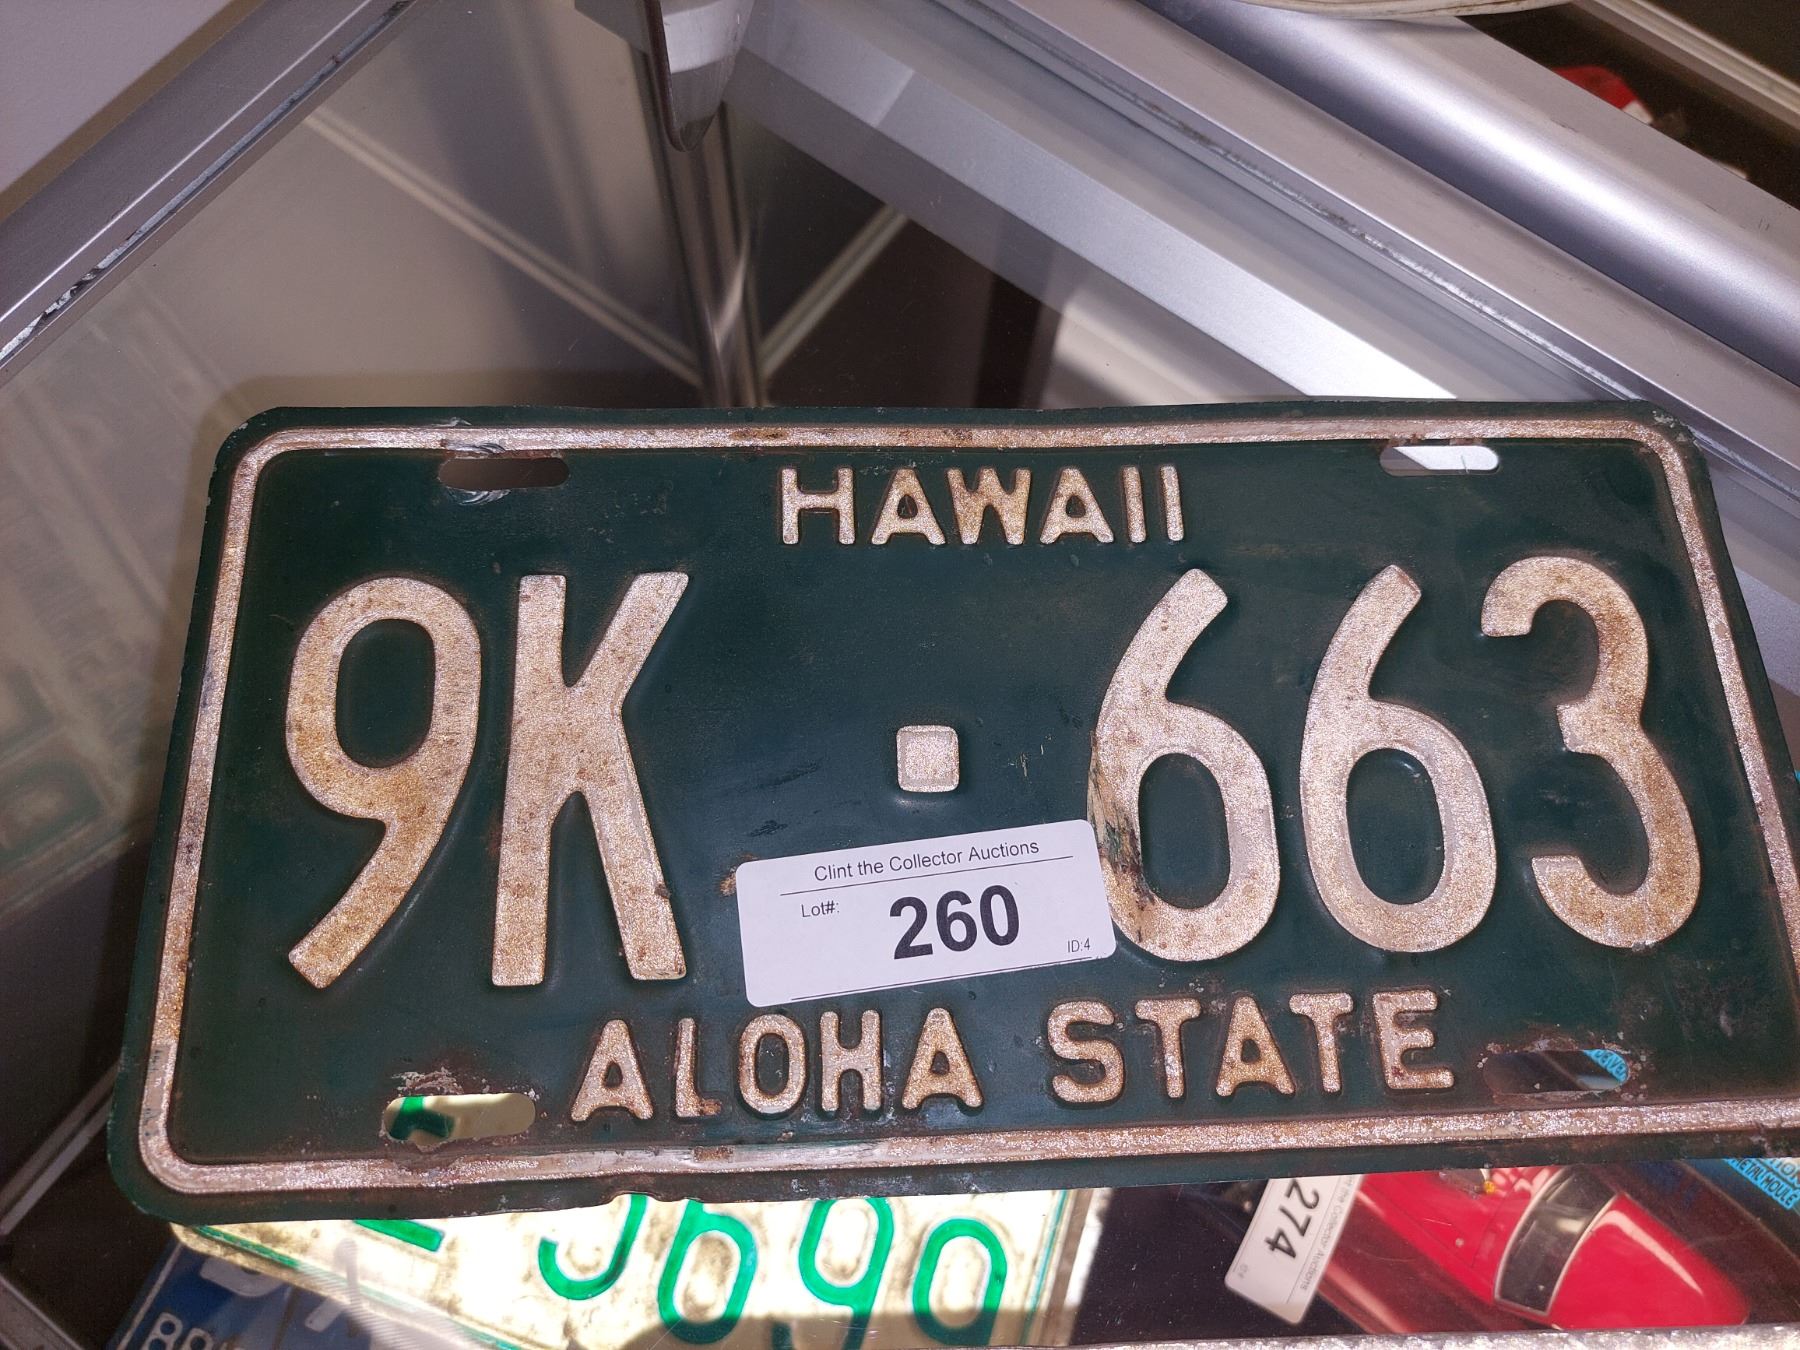 HAWAII
9K ▪ 663
Clint the Collector Auctions
Lot#:
260
ID:4
ALOHA STATE
274